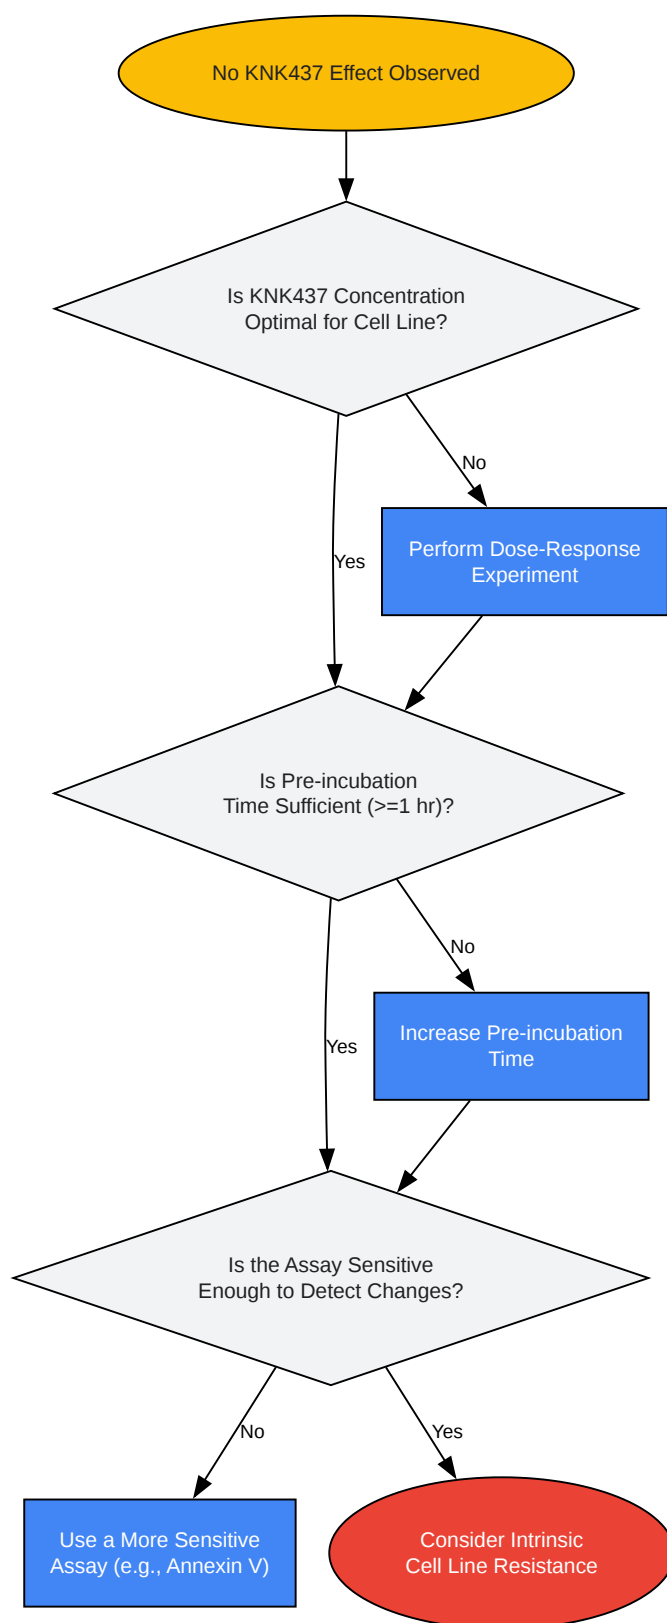 No KNK437 Effect Observed
Is KNK437 Concentration
Optimal for Cell Line?
No
Perform Dose-Response
Experiment
Yes
Is Pre-incubation
Time Sufficient (>=1 hr)?
No
Increase Pre-incubation
Time
Yes
Is the Assay Sensitive
Enough to Detect Changes?
No
Yes
Use a More Sensitive
Assay (e.g., Annexin V)
Consider Intrinsic
Cell Line Resistance